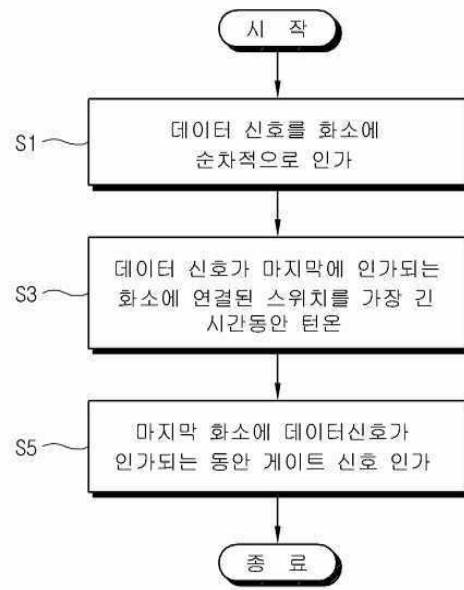 시 작
S1
데이터 신호를 화소에
순차적으로 인가
S3
데이터 신호가 마지막에 인가되는
화소에 연결된 스위치를 가장 긴
시간동안 턴온
S5
마지막 화소에 데이터신호가
인가되는 동안 게이트 신호 인가
종 료